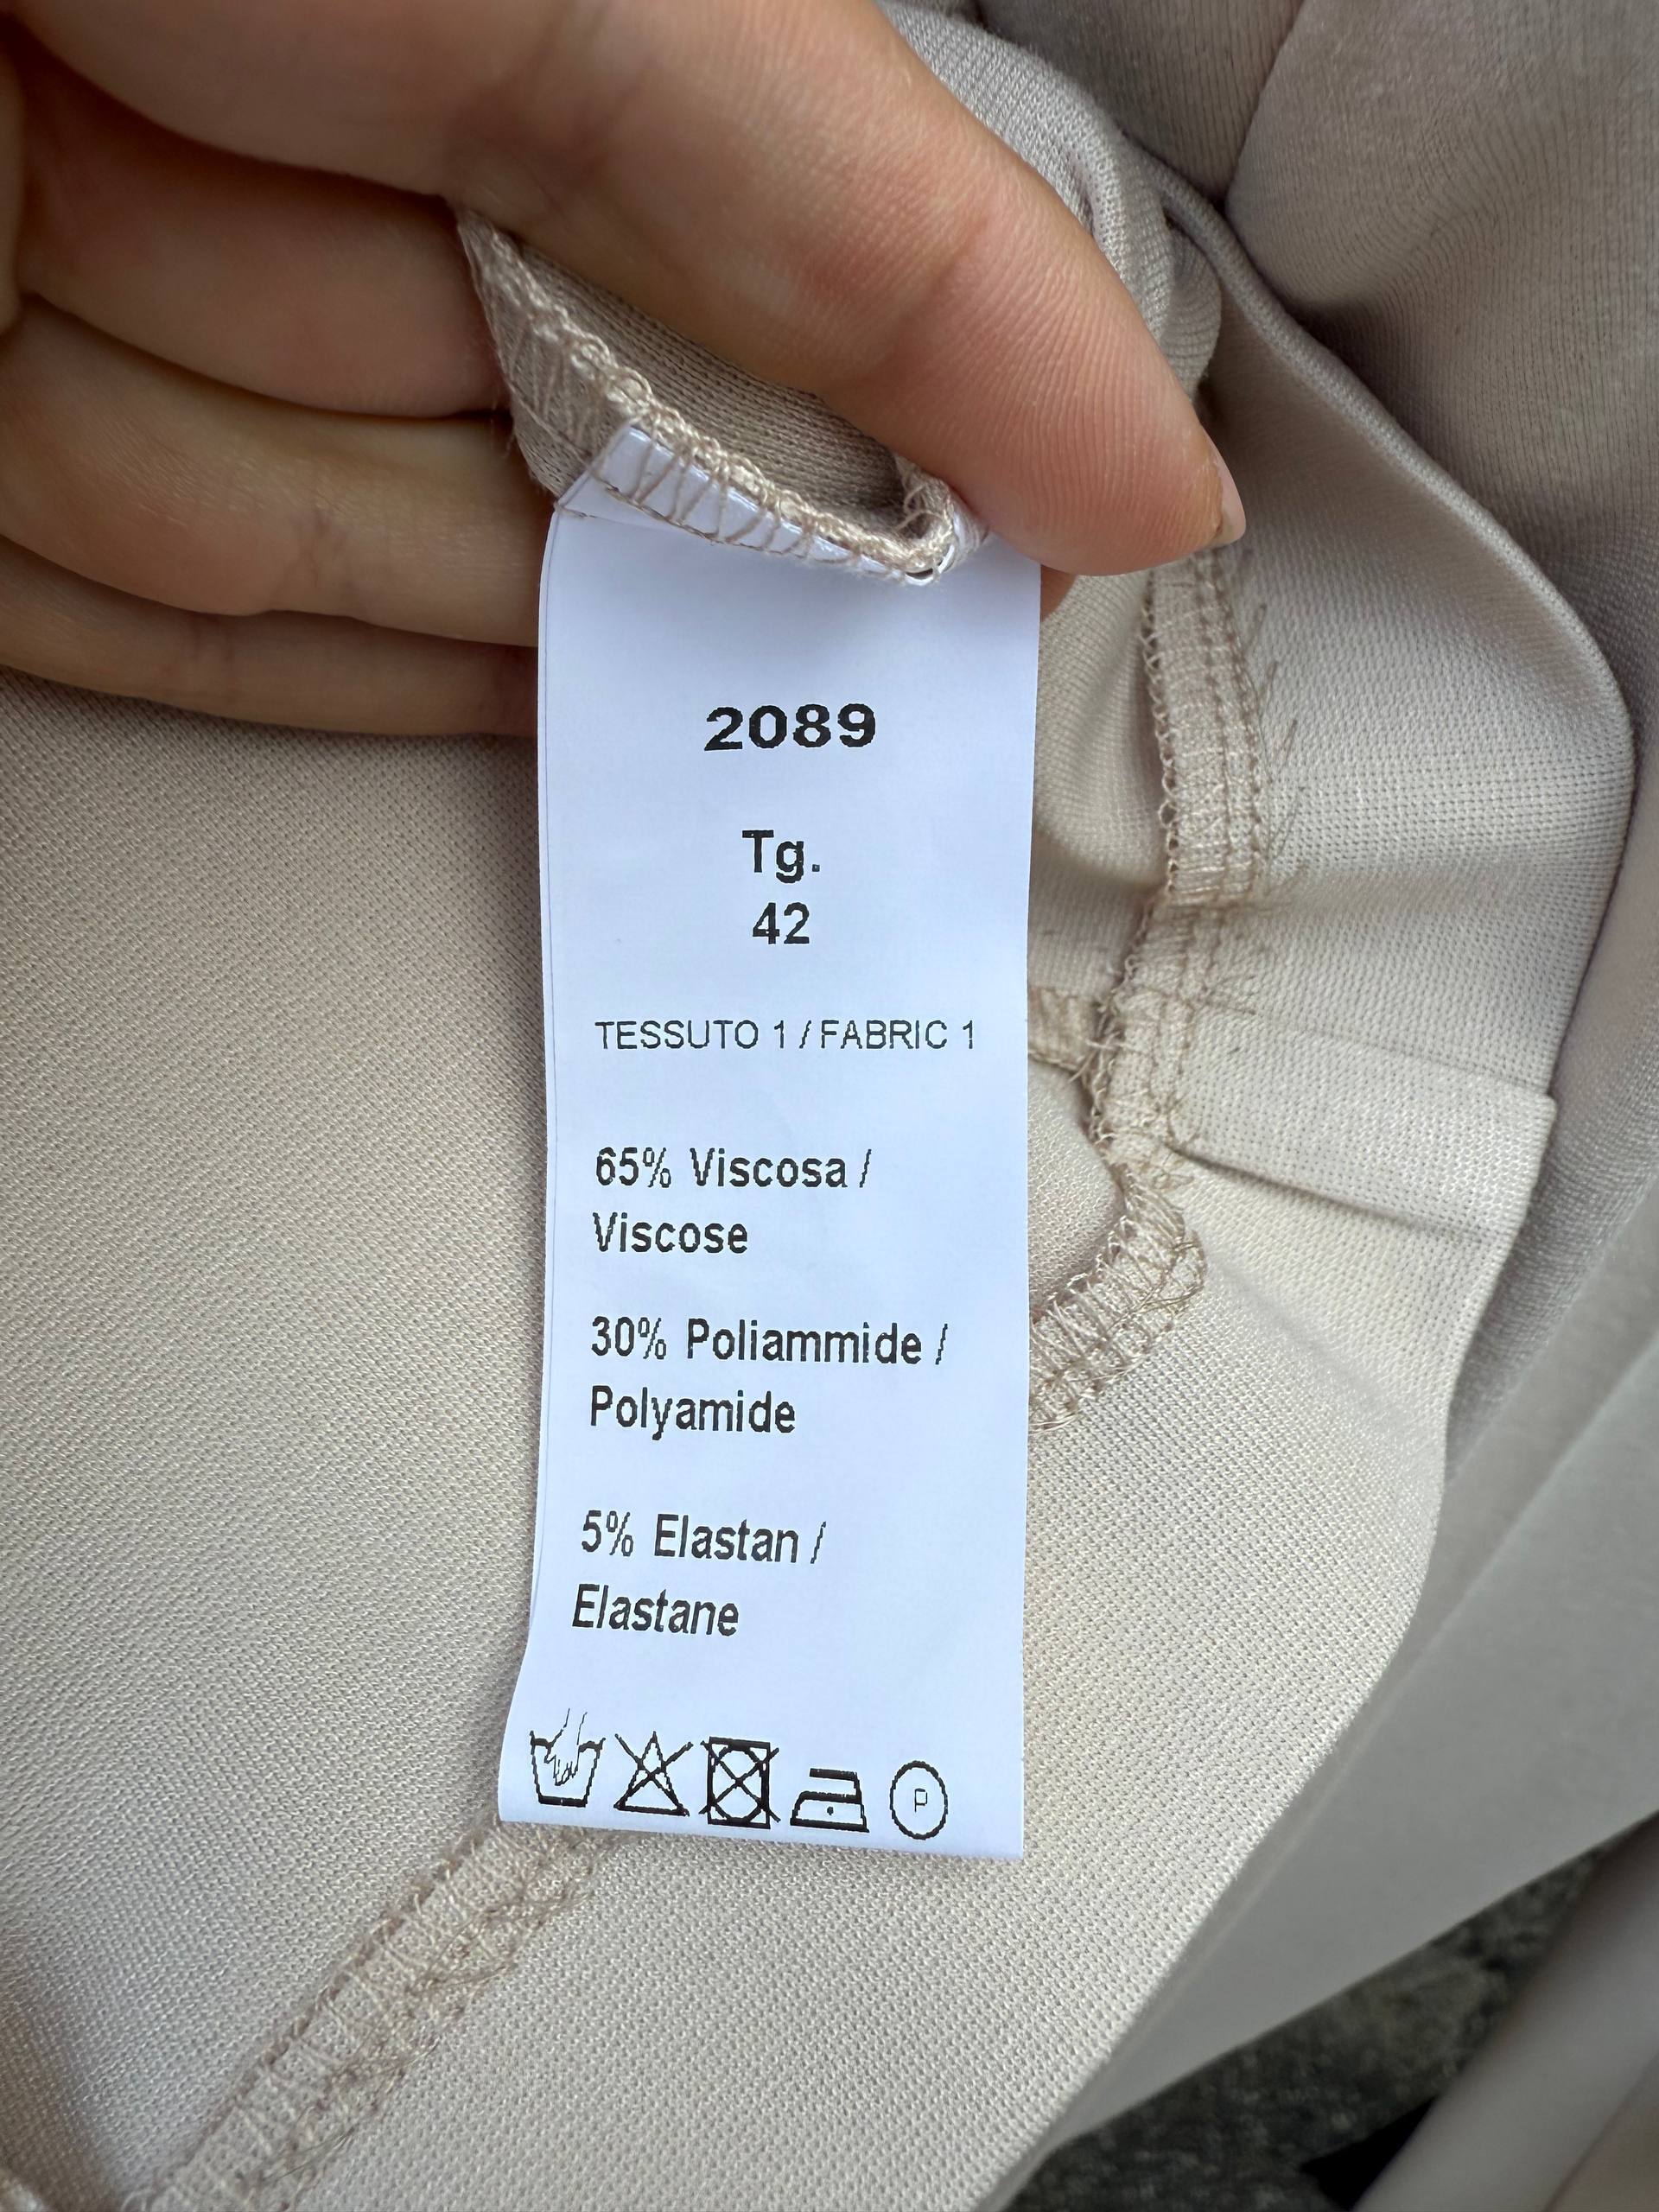 2089
Tg.
42
TESSUTO 1 / FABRIC 1
65% Viscosa /
Viscose
30% Poliammide /
Polyamide
5% Elastan /
Elastane
P